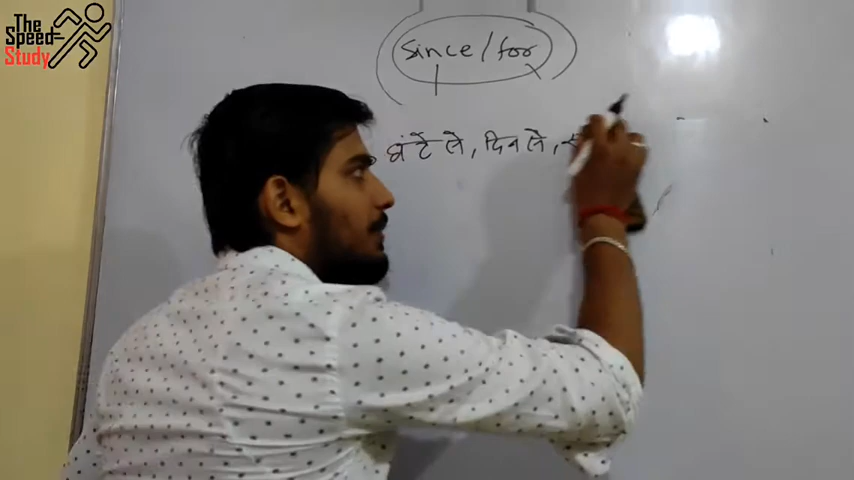 The
Speed
Study
since/for
घंटे से, दिन से,